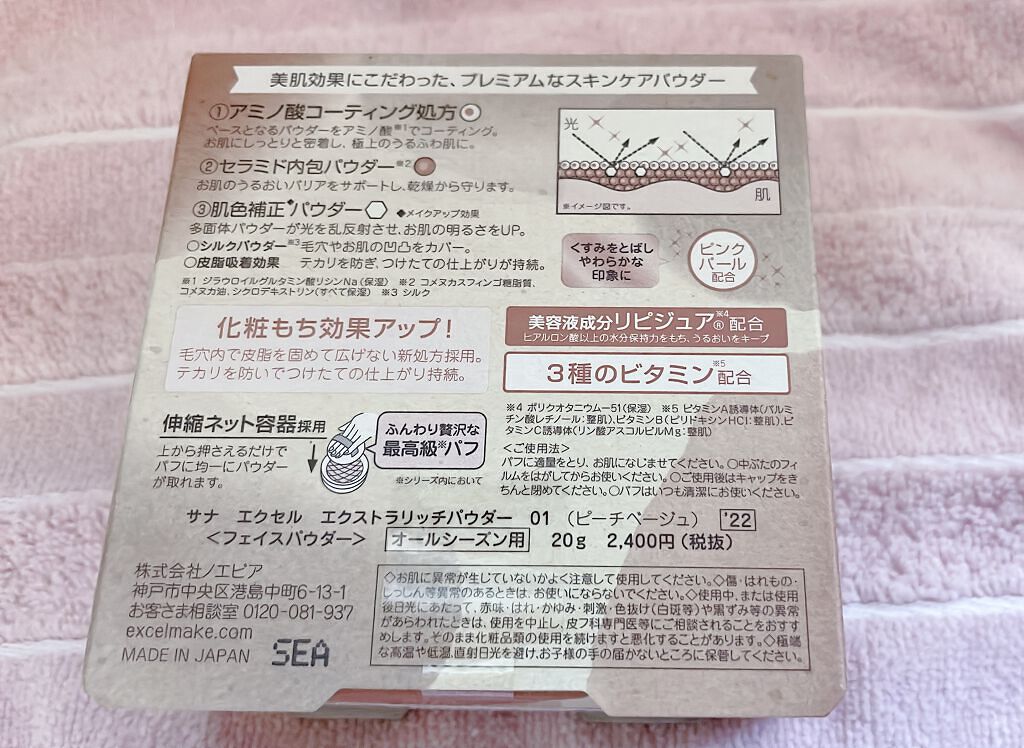 美肌効果にこだわった、プレミアムなスキンケアパウダー
①アミノ酸コーティング処方
ベースとなるパウダーをアミノ酸※1でコーティング。
お肌にしっとりと密着し、極上のうるふわ肌に。
②セラミド内包パウダー※2
お肌のうるおいバリアをサポートし、乾燥から守ります。
③肌色補正◆パウダー ◆メイクアップ効果
多面体パウダーが光を乱反射させ、お肌の明るさをUP。
○シルクパウダー※3 毛穴やお肌の凹凸をカバー。
○皮脂吸着効果 テカリを防ぎ、つけたての仕上がりが持続。
※1 ジラウロイルグルタミン酸リシンNa（保湿） ※2 コメヌカスフィンゴ糖脂質、
コメヌカ油、シクロデキストリン（すべて保湿） ※3 シルク
光
肌
※イメージ図です。
くすみをとばし
やわらかな
印象に
ピンク
パール
配合
化粧もち効果アップ！
毛穴内で皮脂を固めて広げない新処方採用。
テカリを防いでつけたての仕上がり持続。
美容液成分リピジュア®※4配合
ヒアルロン酸以上の水分保持力をもち、うるおいをキープ
3種のビタミン※5配合
※4 ポリクオタニウム-51（保湿） ※5 ビタミンA誘導体（パルミ
チン酸レチノール：整肌）、ビタミンB（ピリドキシンHCl：整肌）、ビ
タミンC誘導体（リン酸アスコルビルMg：整肌）
伸縮ネット容器採用
上から押さえるだけで
パフに均一にパウダー
が取れます。
ふんわり贅沢な
最高級※パフ
※シリーズ内において
＜ご使用法＞
パフに適量をとり、お肌になじませてください。○中ぶたのフィ
ルムをはがしてからお使いください。○ご使用後はキャップをき
ちんと閉めてください。○パフはいつも清潔にお使いください。
サナ エクセル エクストラリッチパウダー 01 （ピーチベージュ） '22
＜フェイスパウダー＞ オールシーズン用 20g 2,400円（税抜）
株式会社ノエビア
神戸市中央区港島中町6-13-1
お客さま相談室 0120-081-937
excelmake.com
MADE IN JAPAN SEA
◇お肌に異常が生じていないかよく注意して使用してください。◇傷・はれもの・
しっしん等異常のあるときは、お使いにならないでください。◇使用中、または使用
後日光にあたって、赤味・はれ・かゆみ・刺激・色抜け（白斑等）や黒ずみ等の異常
があらわれたときは、使用を中止し、皮フ科専門医等にご相談されることをおすす
めします。そのまま化粧品類の使用を続けますと悪化することがあります。◇極端
な高温や低温、直射日光を避け、お子様の手の届かないところに保管してください。